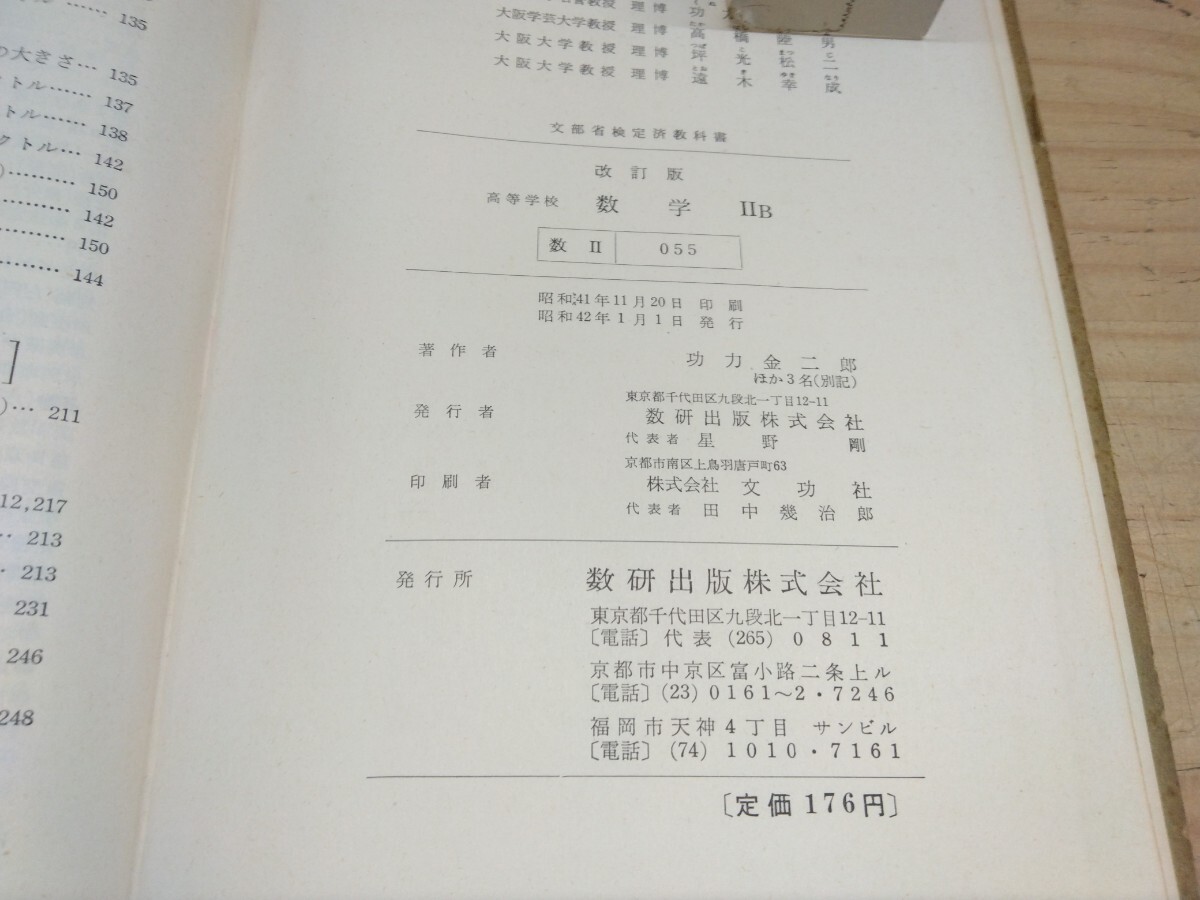 135
の大きさ… 135
トル…… 137
トル…… 138
クトル… 142
)……… 150
……… 142
……… 150
……… 144
]
)… 211
12,217
… 213
213
231
246
248
大阪学芸大学教授 理博 高橋陸男
大阪大学教授 理博 坪光松二
大阪大学教授 理博 遠木幸成
文部省検定済教科書
改訂版
高等学校 数学 IIB
数 II 055
昭和41年11月20日 印刷
昭和42年1月1日 発行
著作者 功力金二郎
ほか3名(別記)
東京都千代田区九段北一丁目12-11
発行者 数研出版株式会社
代表者 星野剛
京都市南区上鳥羽唐戸町63
印刷者 株式会社 文功社
代表者 田中幾治郎
発行所 数研出版株式会社
東京都千代田区九段北一丁目12-11
〔電話〕代表 (265) 0811
京都市中京区富小路二条上ル
〔電話〕(23) 0161〜2・7246
福岡市天神4丁目 サンビル
〔電話〕(74) 1010・7161
〔定価 176円〕